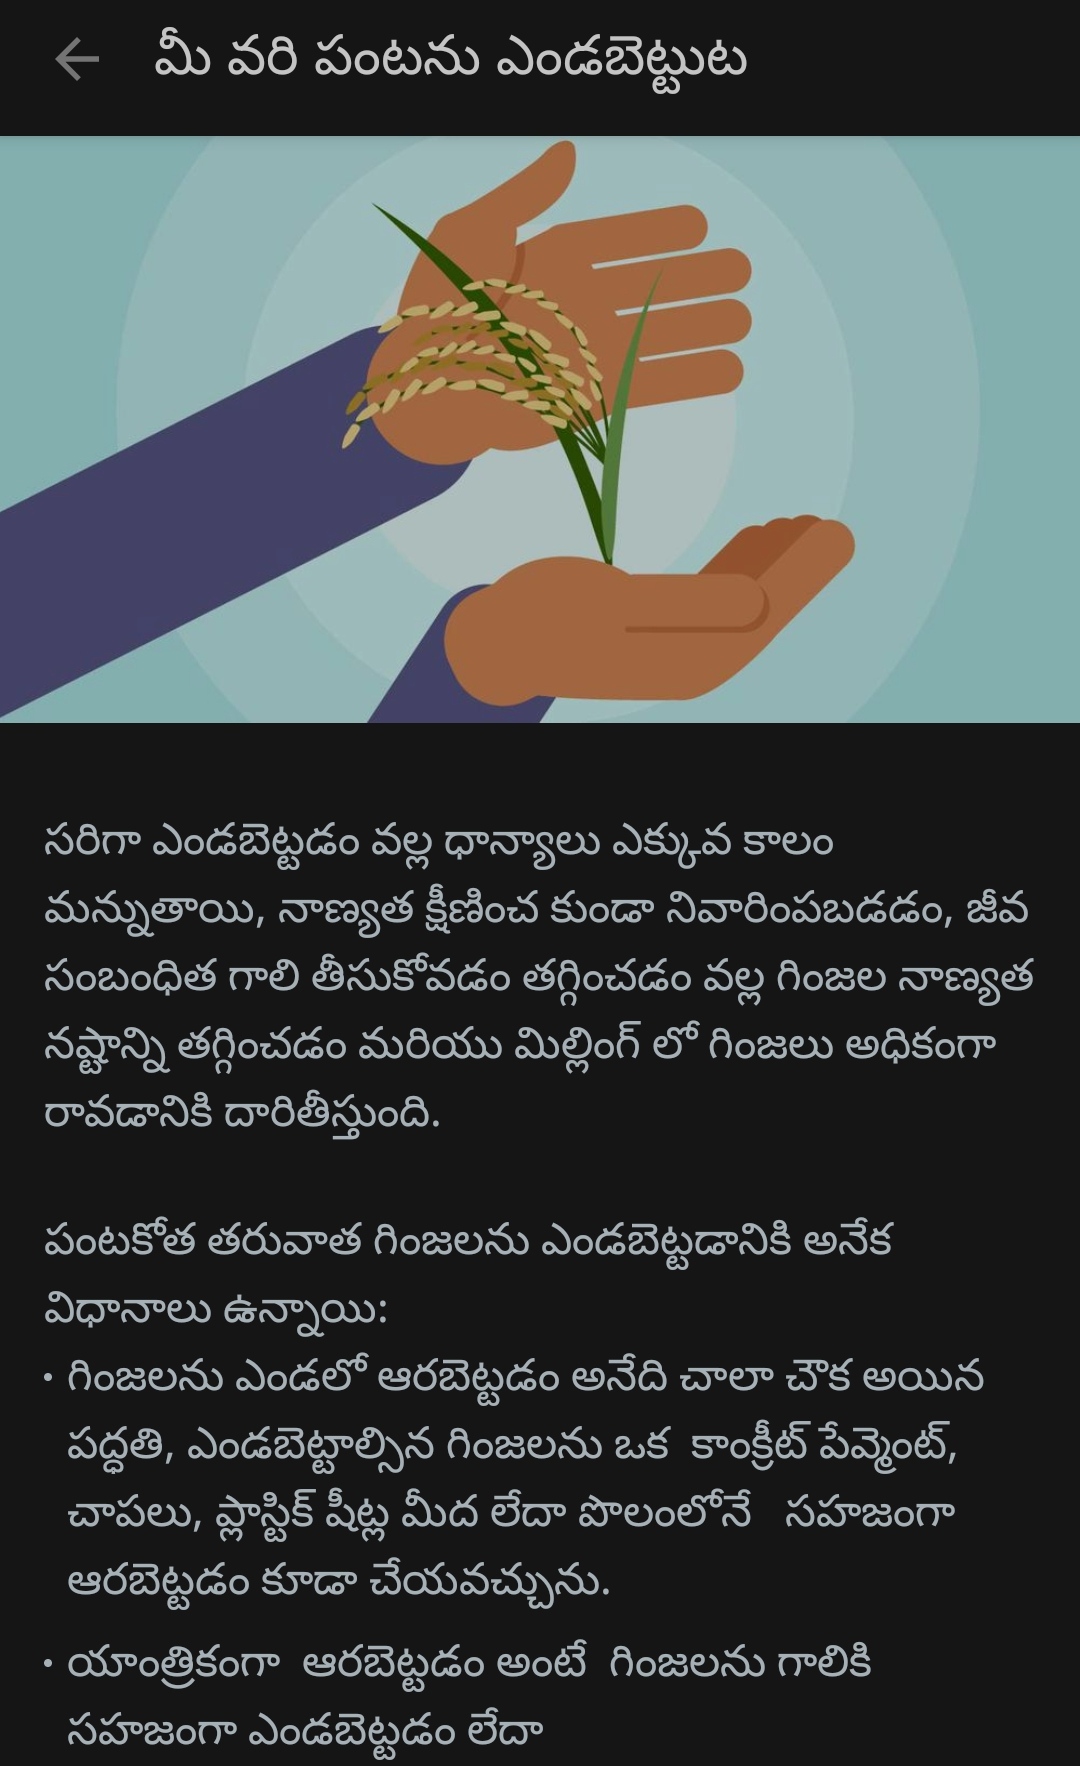 మీ వరి పంటను ఎండబెట్టుట
సరిగా ఎండబెట్టడం వల్ల ధాన్యాలు ఎక్కువ కాలం
మన్నుతాయి, నాణ్యత క్షీణించ కుండా నివారింపబడడం, జీవ
సంబంధిత గాలి తీసుకోవడం తగ్గించడం వల్ల గింజల నాణ్యత
నష్టాన్ని తగ్గించడం మరియు మిల్లింగ్ లో గింజలు అధికంగా
రావడానికి దారితీస్తుంది.
పంటకోత తరువాత గింజలను ఎండబెట్టడానికి అనేక
విధానాలు ఉన్నాయి:
• గింజలను ఎండలో ఆరబెట్టడం అనేది చాలా చౌక అయిన
పద్ధతి, ఎండబెట్టాల్సిన గింజలను ఒక కాంక్రీట్ పేవ్మెంట్,
చాపలు, ప్లాస్టిక్ షీట్ల మీద లేదా పొలంలోనే సహజంగా
ఆరబెట్టడం కూడా చేయవచ్చును.
• యాంత్రికంగా ఆరబెట్టడం అంటే గింజలను గాలికి
సహజంగా ఎండబెట్టడం లేదా